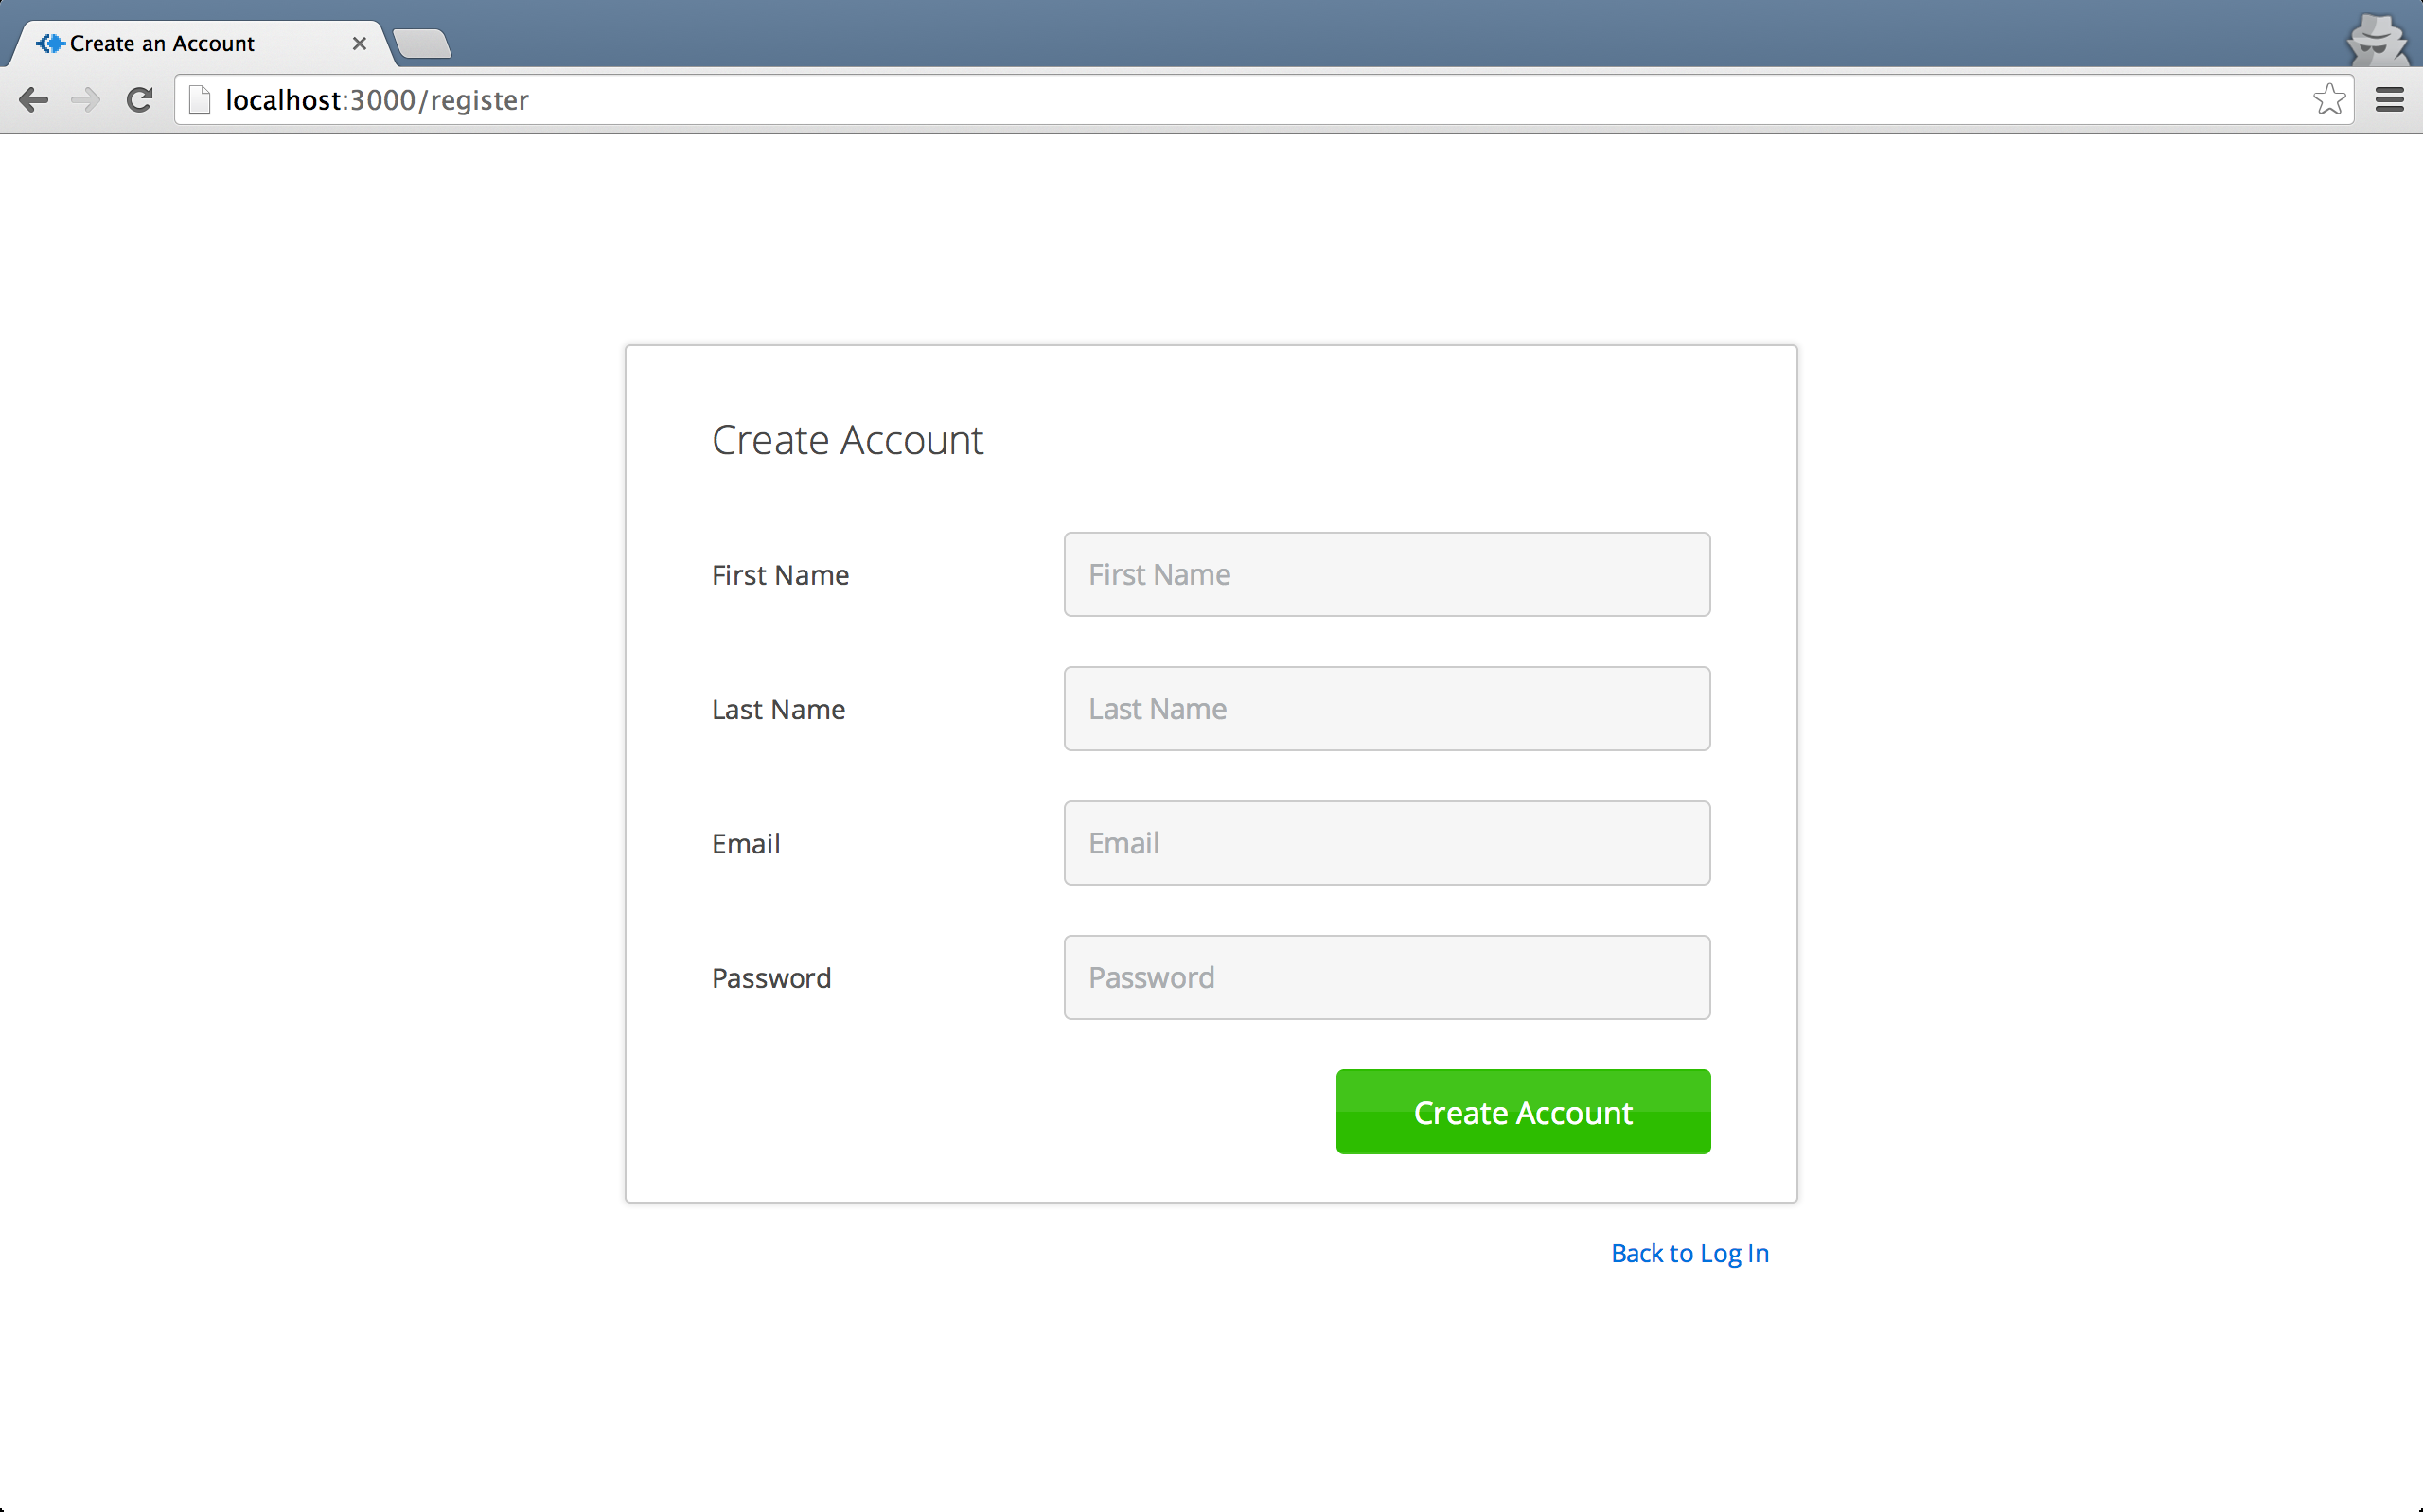 Create an Account
localhost:3000/register
Create Account
First Name First Name
Last Name Last Name
Email Email
Password Password
Create Account
Back to Log In